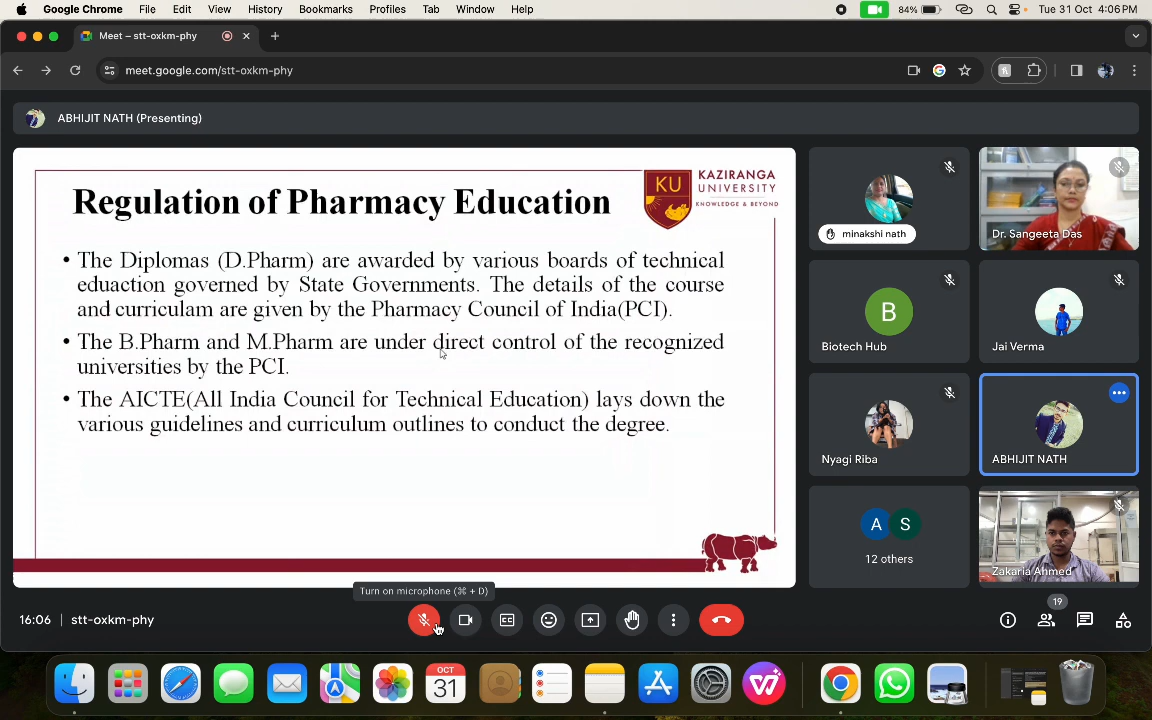 Google Chrome File Edit View History Bookmarks Profiles Tab Window Help 84% Tue 31 Oct 4:06 PM
Meet – stt-oxkm-phy
meet.google.com/stt-oxkm-phy
ABHIJIT NATH (Presenting)
Regulation of Pharmacy Education
KU
KAZIRANGA
UNIVERSITY
KNOWLEDGE & BEYOND
• The Diplomas (D.Pharm) are awarded by various boards of technical
eduaction governed by State Governments. The details of the course
and curriculam are given by the Pharmacy Council of India(PCI).
• The B.Pharm and M.Pharm are under direct control of the recognized
universities by the PCI.
• The AICTE(All India Council for Technical Education) lays down the
various guidelines and curriculum outlines to conduct the degree.
minakshi nath
Dr. Sangeeta Das
B
Biotech Hub
Jai Verma
Nyagi Riba
ABHIJIT NATH
A S
12 others
Zakaria Ahmed
Turn on microphone (⌘ + D)
16:06 | stt-oxkm-phy
19
OCT
31